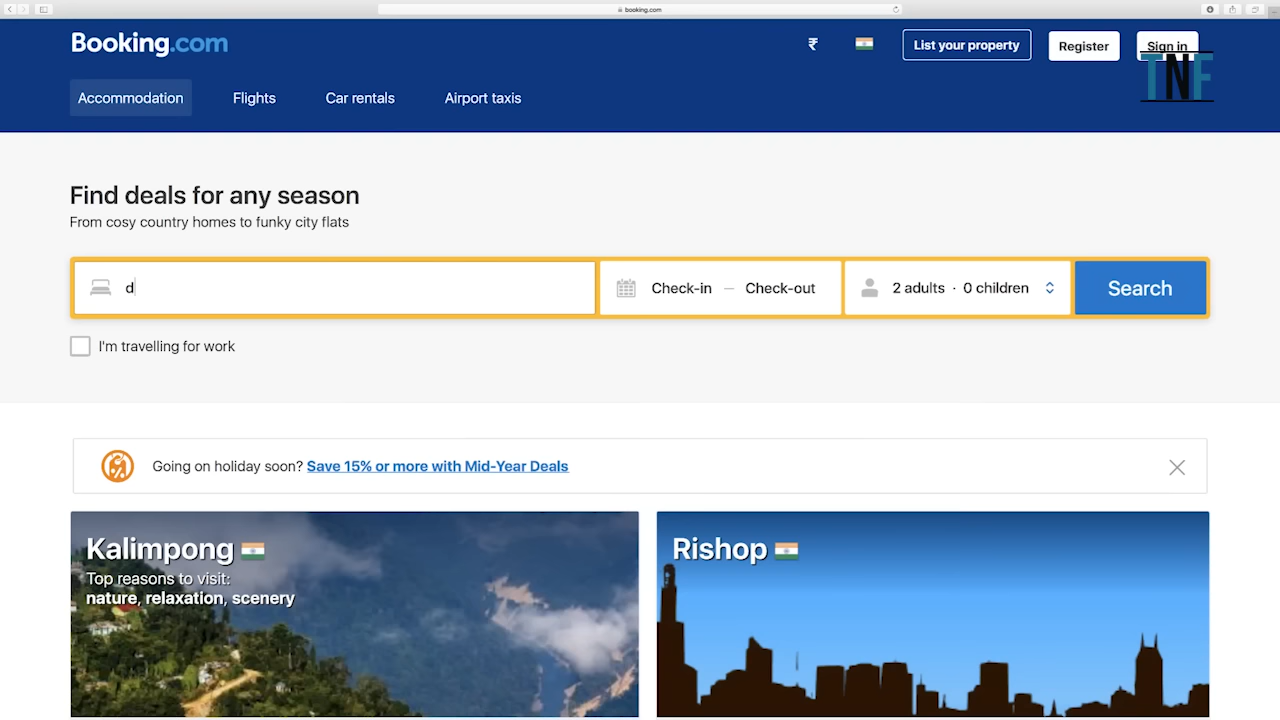 booking.com
Booking.com
₹
List your property
Register
Sign in
TNF
Accommodation
Flights
Car rentals
Airport taxis
Find deals for any season
From cosy country homes to funky city flats
d
Check-in — Check-out
2 adults · 0 children
Search
I'm travelling for work
Going on holiday soon? Save 15% or more with Mid-Year Deals
Kalimpong
Top reasons to visit:
nature, relaxation, scenery
Rishop